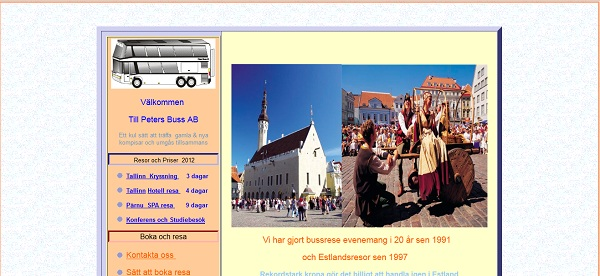 Välkommen
Till Peters Buss AB
Ett kul sätt att träffa gamla & nya
kompisar och umgås tillsammans
Resor och Priser 2012
Tallinn Kryssning 3 dagar
Tallinn Hotell resa 4 dagar
Pärnu SPA resa 9 dagar
Konferens och Studiebesök
Boka och resa
Kontakta oss
Sätt att boka resa
Vi har gjort bussrese evenemang i 20 år sen 1991
och Estlandsresor sen 1997
Rekordstark krona gör det billigt att handla igen i Estland